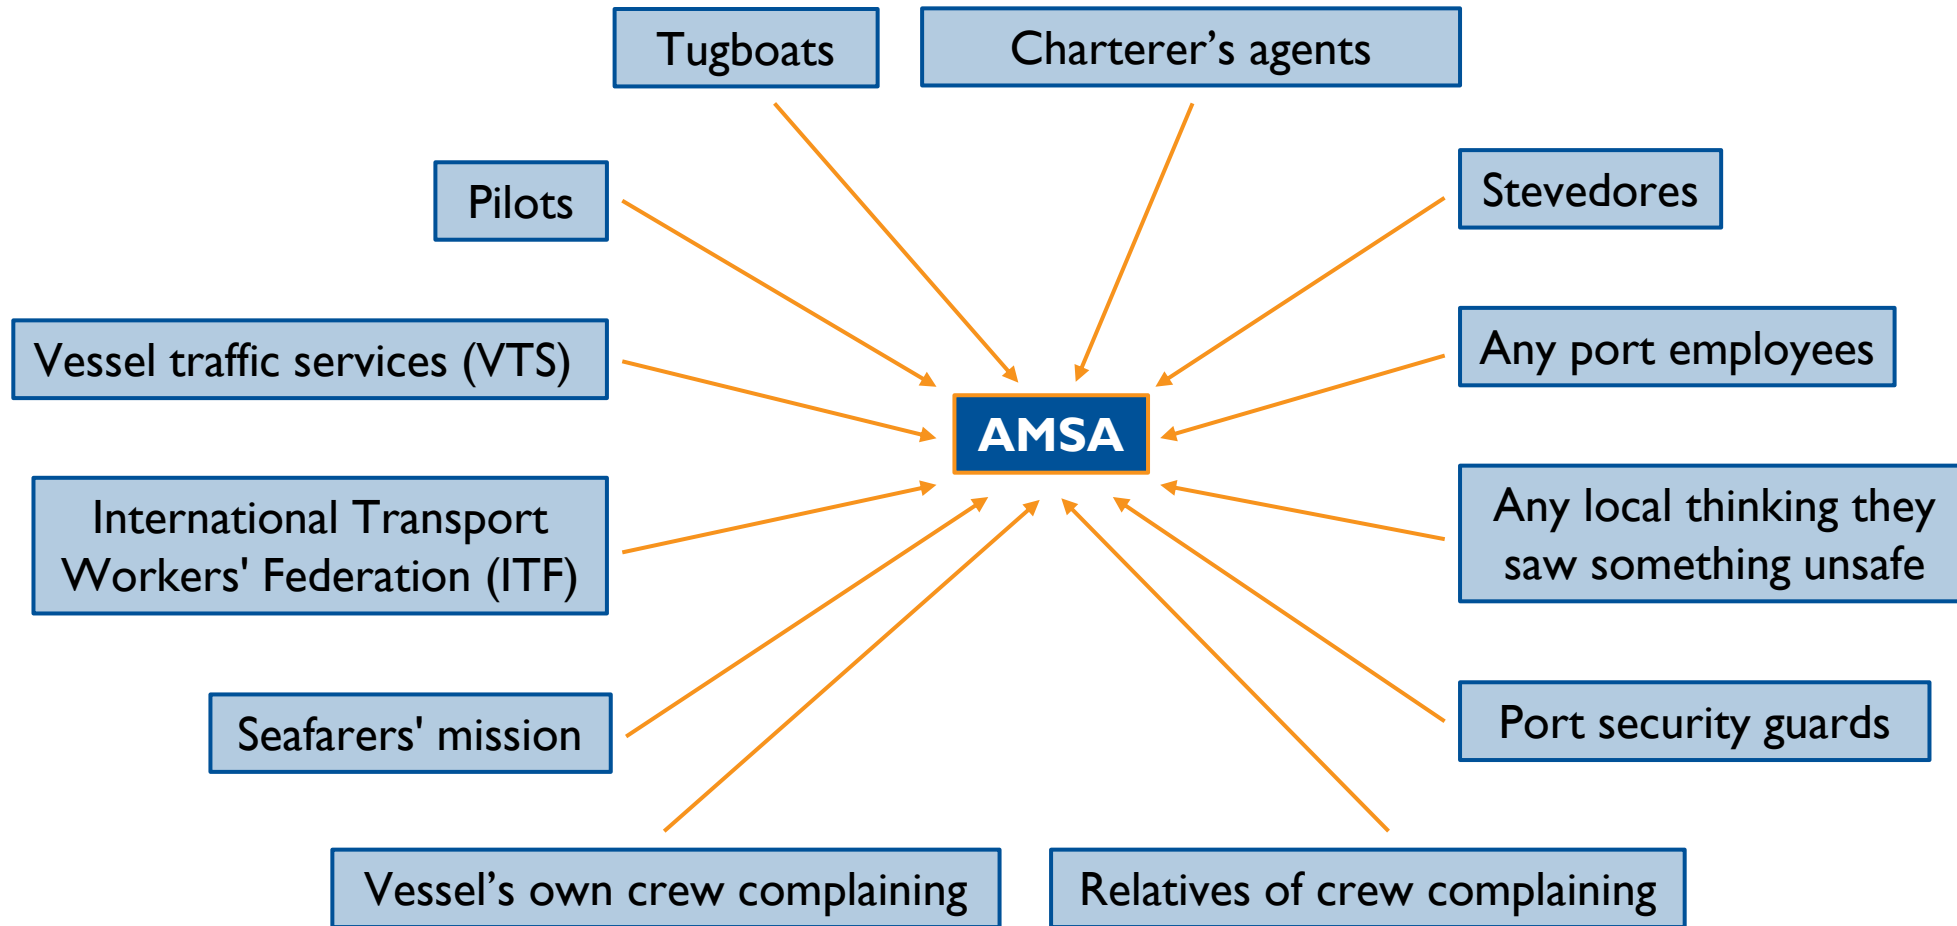 Tugboats
Charterer’s agents
Pilots
Stevedores
Vessel traffic services (VTS)
Any port employees
AMSA
International Transport
Workers' Federation (ITF)
Any local thinking they
saw something unsafe
Seafarers' mission
Port security guards
Vessel’s own crew complaining
Relatives of crew complaining